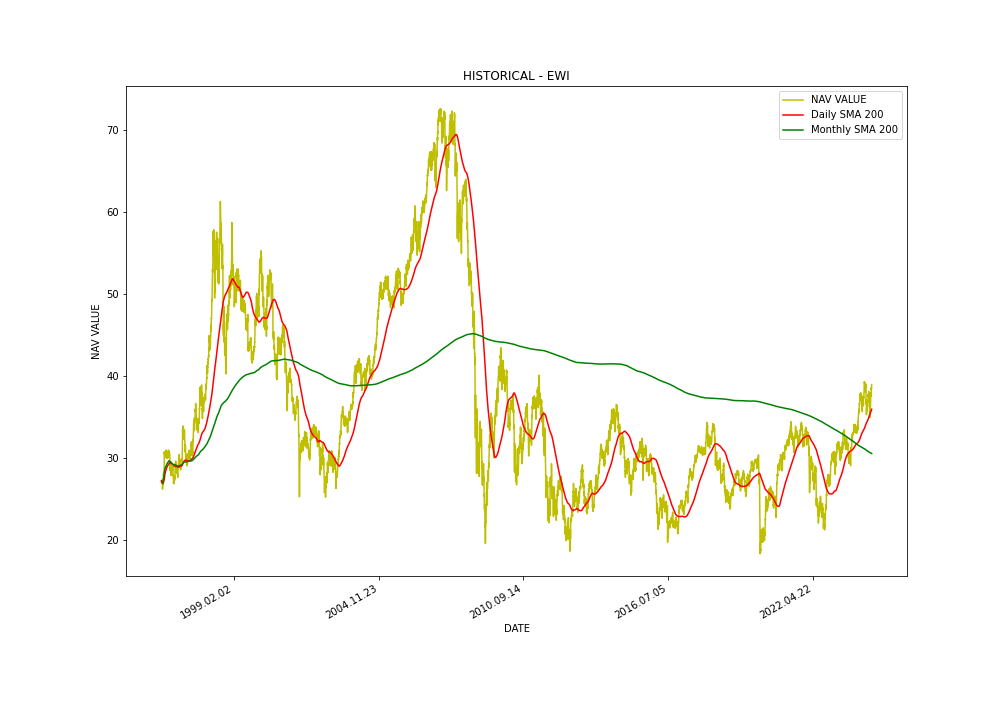 HISTORICAL - EWI
NAV VALUE
Daily SMA 200
Monthly SMA 200
70
60
50
40
30
20
NAV VALUE
1999.02.02
2004.11.23
2010.09.14
2016.07.05
2022.04.22
DATE